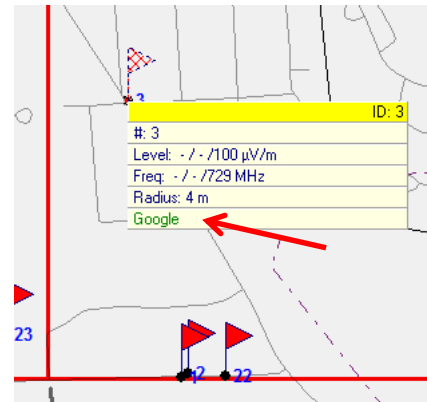 3
ID: 3
#: 3
Level: - / - /100 µV/m
Freq: - / - /729 MHz
Radius: 4 m
Google
23
2
22